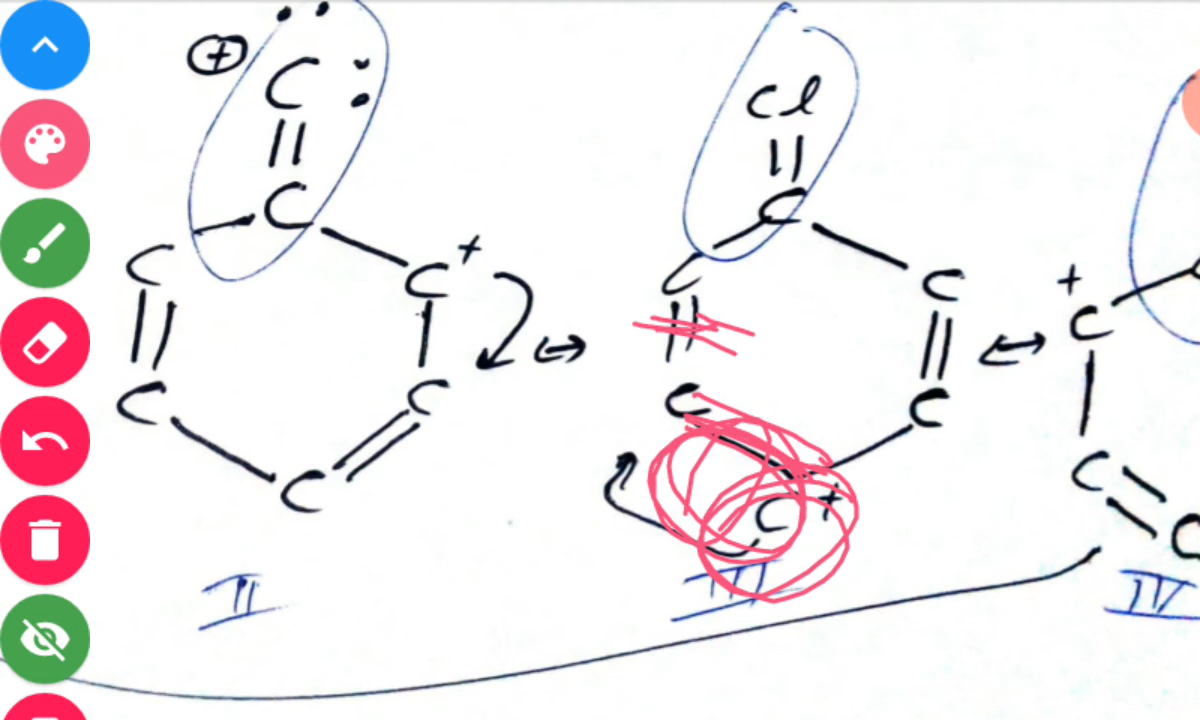 +
C Cl
C C
C C+ C C + C
C C C C C
C C + C
II III IV